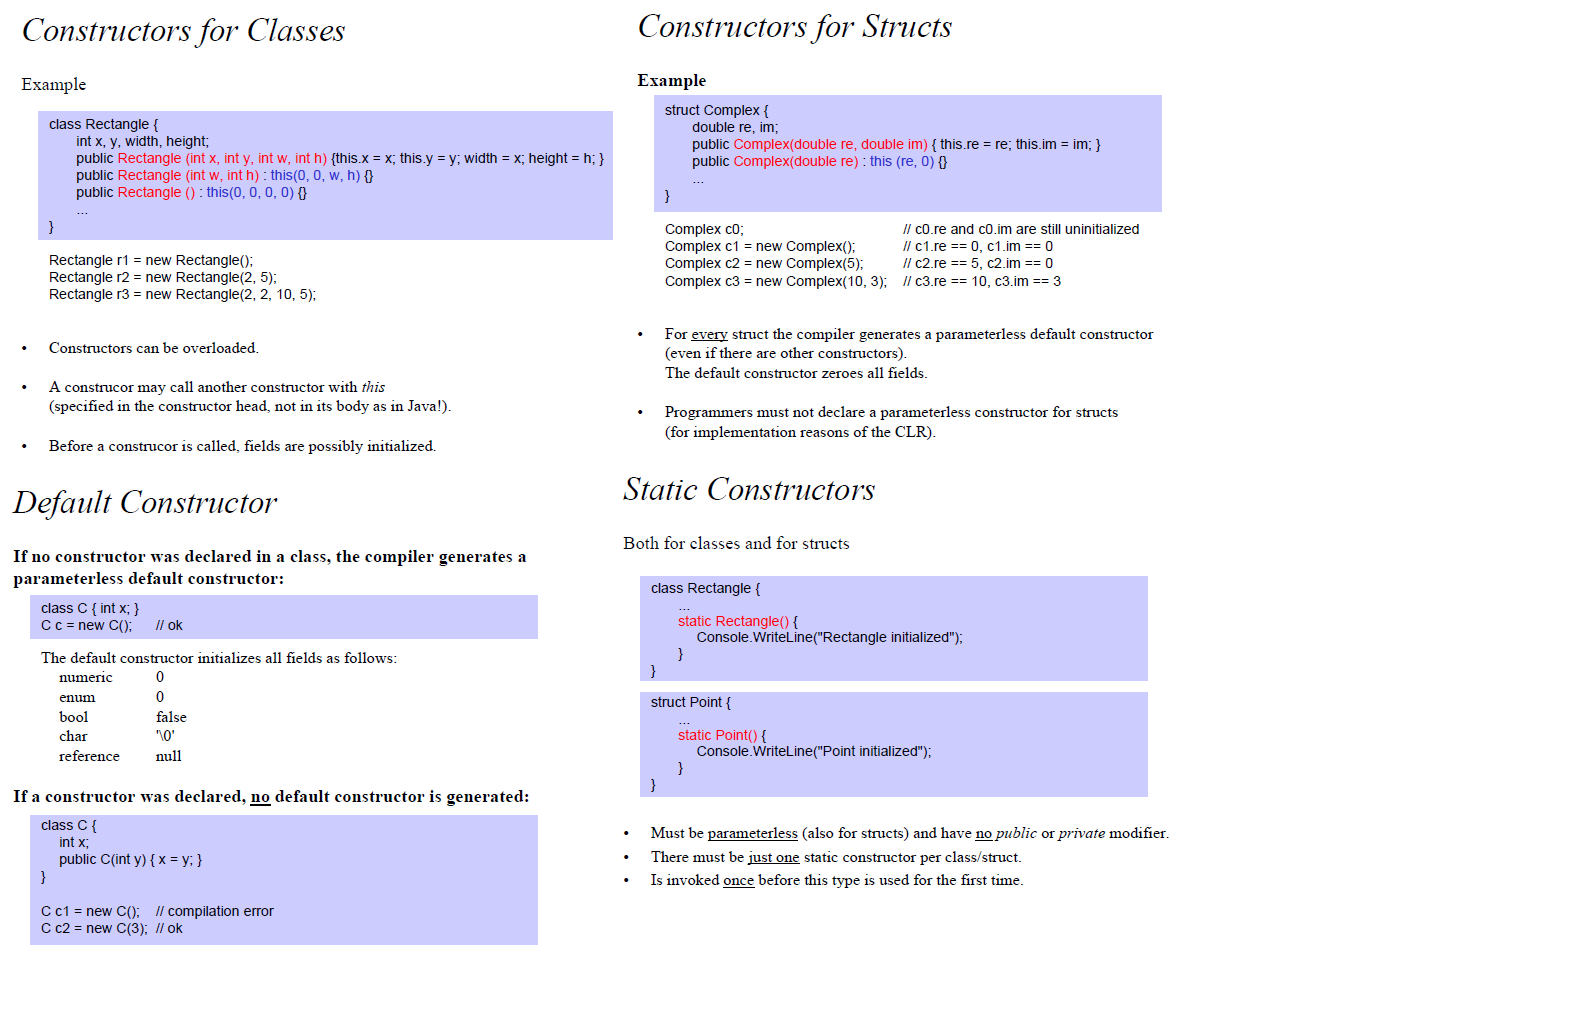 Constructors for Classes
Example
class Rectangle {
int x, y, width, height;
public Rectangle (int x, int y, int w, int h) {this.x = x; this.y = y; width = x; height = h; }
public Rectangle (int w, int h) : this(0, 0, w, h) {}
public Rectangle () : this(0, 0, 0, 0) {}
...
}
Rectangle r1 = new Rectangle();
Rectangle r2 = new Rectangle(2, 5);
Rectangle r3 = new Rectangle(2, 2, 10, 5);
• Constructors can be overloaded.
• A construcor may call another constructor with this
(specified in the constructor head, not in its body as in Java!).
• Before a construcor is called, fields are possibly initialized.
Default Constructor
If no constructor was declared in a class, the compiler generates a
parameterless default constructor:
class C { int x; }
C c = new C(); // ok
The default constructor initializes all fields as follows:
numeric 0
enum 0
bool false
char '\0'
reference null
If a constructor was declared, no default constructor is generated:
class C {
int x;
public C(int y) { x = y; }
}
C c1 = new C(); // compilation error
C c2 = new C(3); // ok
Constructors for Structs
Example
struct Complex {
double re, im;
public Complex(double re, double im) { this.re = re; this.im = im; }
public Complex(double re) : this (re, 0) {}
...
}
Complex c0; // c0.re and c0.im are still uninitialized
Complex c1 = new Complex(); // c1.re == 0, c1.im == 0
Complex c2 = new Complex(5); // c2.re == 5, c2.im == 0
Complex c3 = new Complex(10, 3); // c3.re == 10, c3.im == 3
• For every struct the compiler generates a parameterless default constructor
(even if there are other constructors).
The default constructor zeroes all fields.
• Programmers must not declare a parameterless constructor for structs
(for implementation reasons of the CLR).
Static Constructors
Both for classes and for structs
class Rectangle {
...
static Rectangle() {
Console.WriteLine("Rectangle initialized");
}
}
struct Point {
...
static Point() {
Console.WriteLine("Point initialized");
}
}
• Must be parameterless (also for structs) and have no public or private modifier.
• There must be just one static constructor per class/struct.
• Is invoked once before this type is used for the first time.